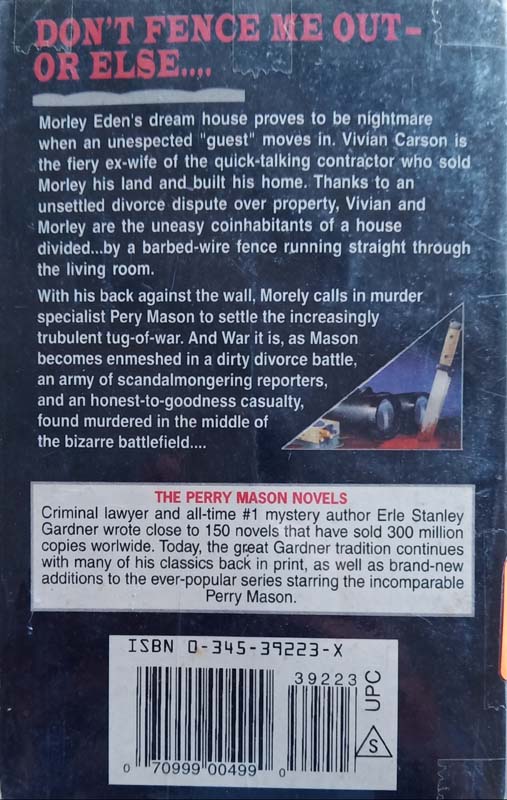 DON'T FENCE ME OUT-
OR ELSE....
Morley Eden's dream house proves to be nightmare
when an unespected "guest" moves in. Vivian Carson is
the fiery ex-wife of the quick-talking contractor who sold
Morley his land and built his home. Thanks to an
unsettled divorce dispute over property, Vivian and
Morley are the uneasy coinhabitants of a house
divided...by a barbed-wire fence running straight through
the living room.
With his back against the wall, Morely calls in murder
specialist Pery Mason to settle the increasingly
trubulent tug-of-war. And War it is, as Mason
becomes enmeshed in a dirty divorce battle,
an army of scandalmongering reporters,
and an honest-to-goodness casualty,
found murdered in the middle of
the bizarre battlefield....
THE PERRY MASON NOVELS
Criminal lawyer and all-time #1 mystery author Erle Stanley
Gardner wrote close to 150 novels that have sold 300 million
copies worlwide. Today, the great Gardner tradition continues
with many of his classics back in print, as well as brand-new
additions to the ever-popular series starring the incomparable
Perry Mason.
ISBN 0-345-39223-X
39223
0 70999 00499 0
UPC
S